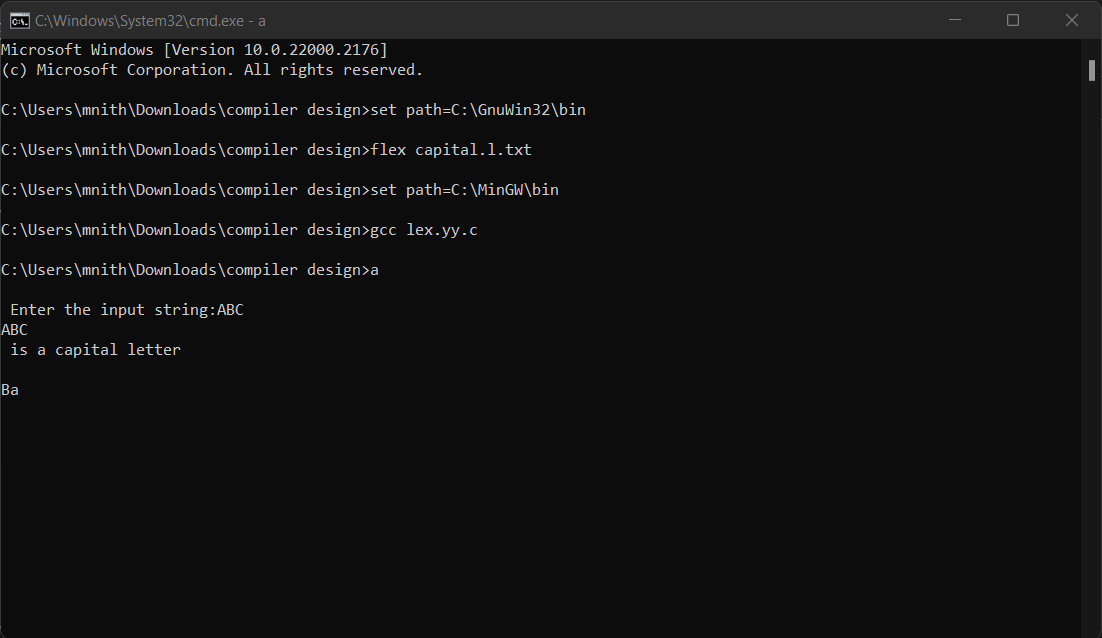 C:\Windows\System32\cmd.exe - a
Microsoft Windows [Version 10.0.22000.2176]
(c) Microsoft Corporation. All rights reserved.
C:\Users\mnith\Downloads\compiler design>set path=C:\GnuWin32\bin
C:\Users\mnith\Downloads\compiler design>flex capital.l.txt
C:\Users\mnith\Downloads\compiler design>set path=C:\MinGW\bin
C:\Users\mnith\Downloads\compiler design>gcc lex.yy.c
C:\Users\mnith\Downloads\compiler design>a
Enter the input string:ABC
ABC
is a capital letter
Ba